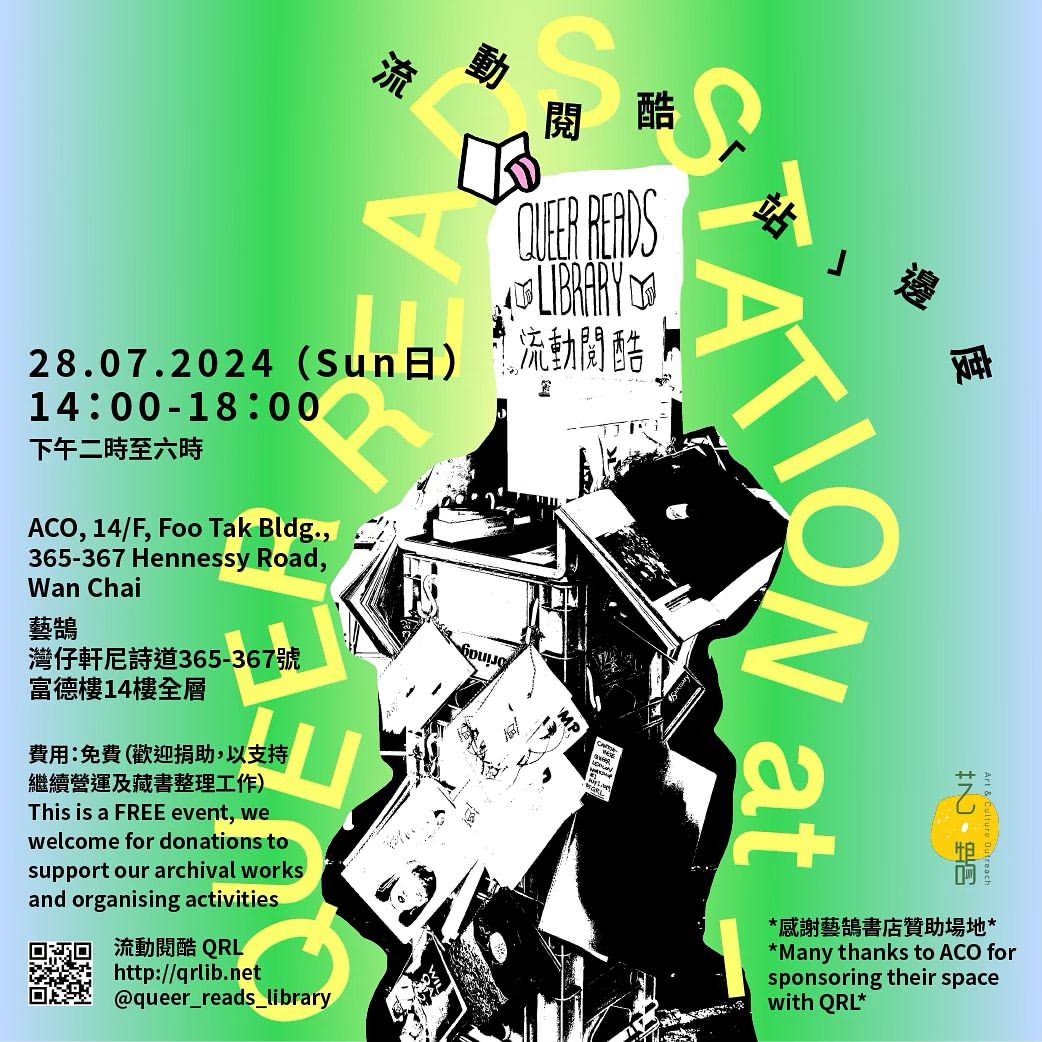 流動閱酷「站」邊度
QUEER READS STATION at _
QUEER READS
LIBRARY
流動閱酷
28.07.2024（Sun日）
14：00-18：00
下午二時至六時
ACO, 14/F, Foo Tak Bldg.,
365-367 Hennessy Road,
Wan Chai
藝鵠
灣仔軒尼詩道365-367號
富德樓14樓全層
費用：免費（歡迎捐助，以支持
繼續營運及藏書整理工作）
This is a FREE event, we
welcome for donations to
support our archival works
and organising activities
流動閱酷 QRL
http://qrlib.net
@queer_reads_library
艺鵠
Art & Culture Outreach
*感謝藝鵠書店贊助場地*
*Many thanks to ACO for
sponsoring their space
with QRL*